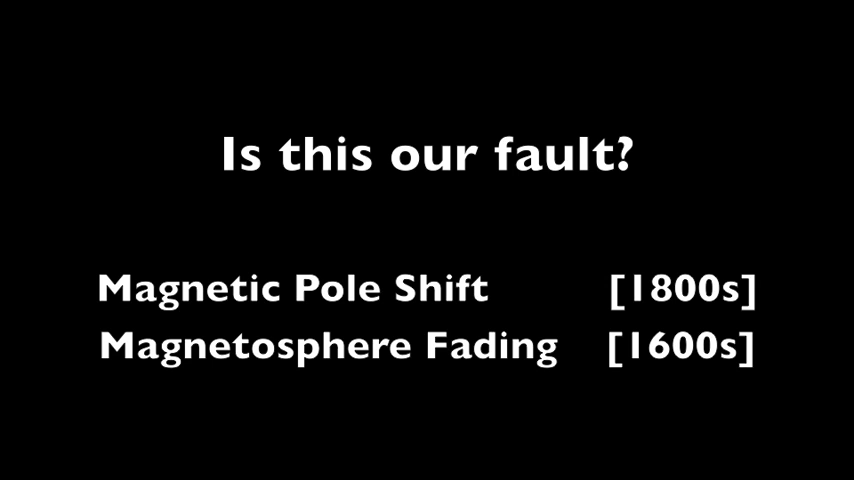 Is this our fault?
Magnetic Pole Shift [1800s]
Magnetosphere Fading [1600s]